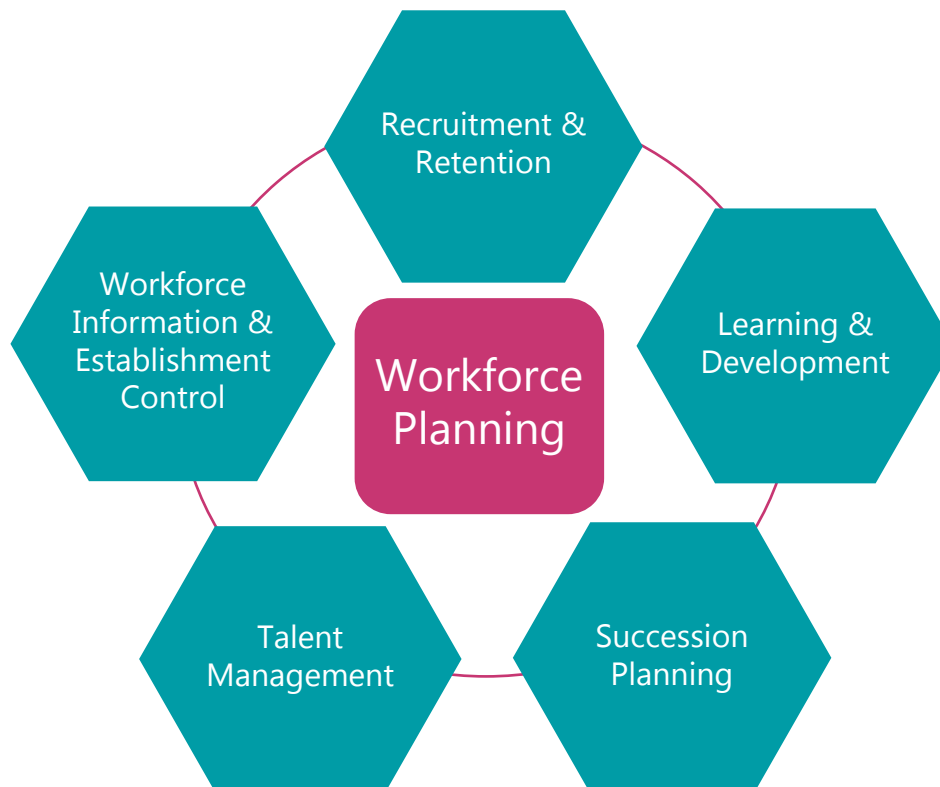 Recruitment &
Retention
Learning &
Development
Succession
Planning
Talent
Management
Workforce
Information &
Establishment
Control
Workforce
Planning